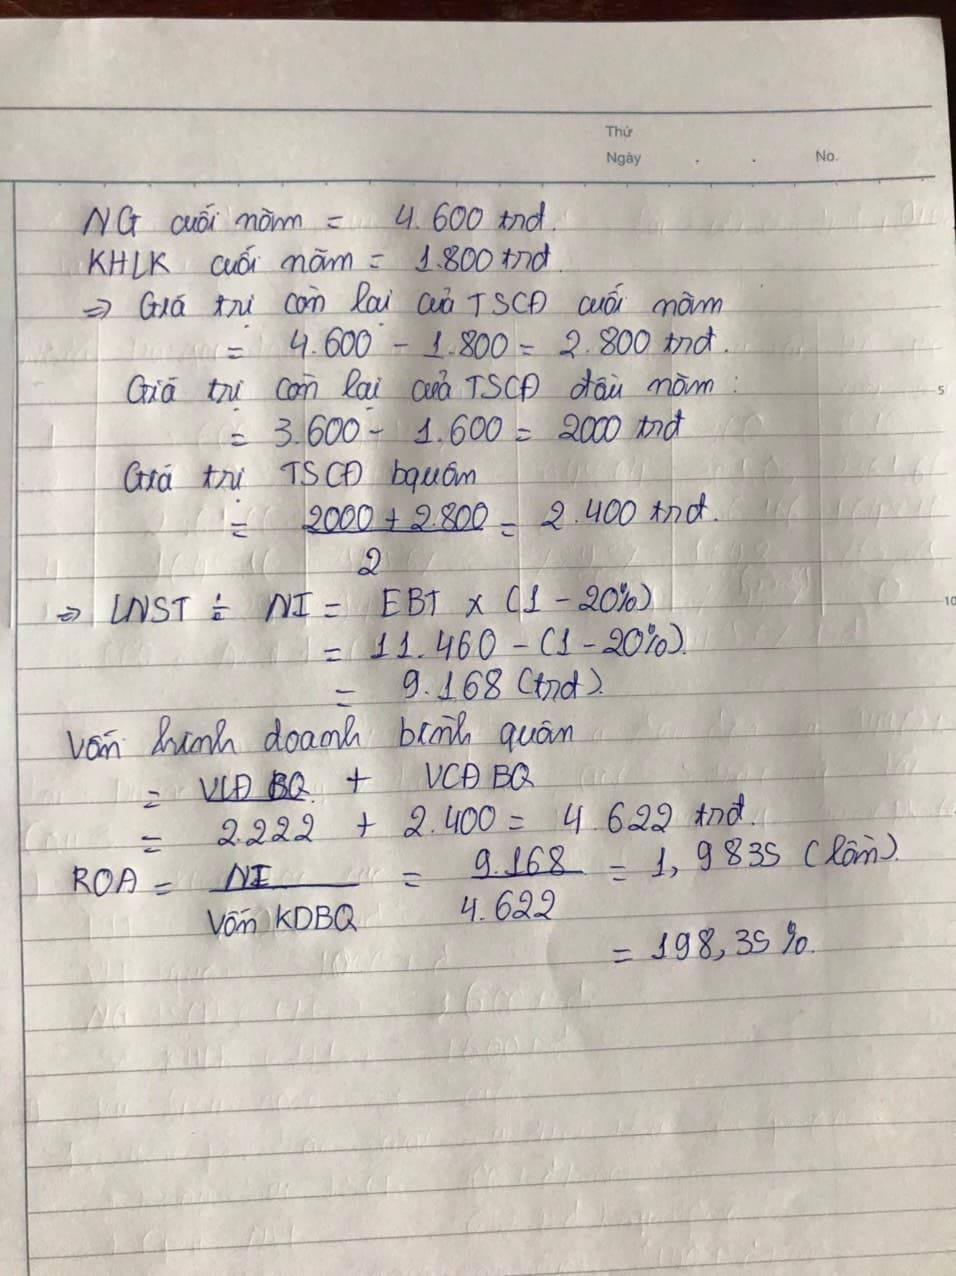 Thứ
Ngày . . No.
NG cuối năm = 4.600 trđ.
KHLK cuối năm = 1.800 trđ
=> Giá trị còn lại của TSCĐ cuối năm
= 4.600 - 1.800 = 2.800 trđ.
Giá trị còn lại của TSCĐ đầu năm:
5
= 3.600 - 1.600 = 2000 trđ
Giá trị TSCĐ bquân
= (2000 + 2.800) / 2 = 2.400 trđ.
=> LNST : NI = EBT x (1 - 20%)
10
= 11.460 - (1 - 20%).
= 9.168 (trđ).
Vốn kinh doanh bình quân
= VLĐ BQ + VCĐ BQ
= 2.222 + 2.400 = 4.622 trđ.
ROA = NI / Vốn KDBQ = 9.168 / 4.622 = 1,9835 (lần).
= 198,35 %.